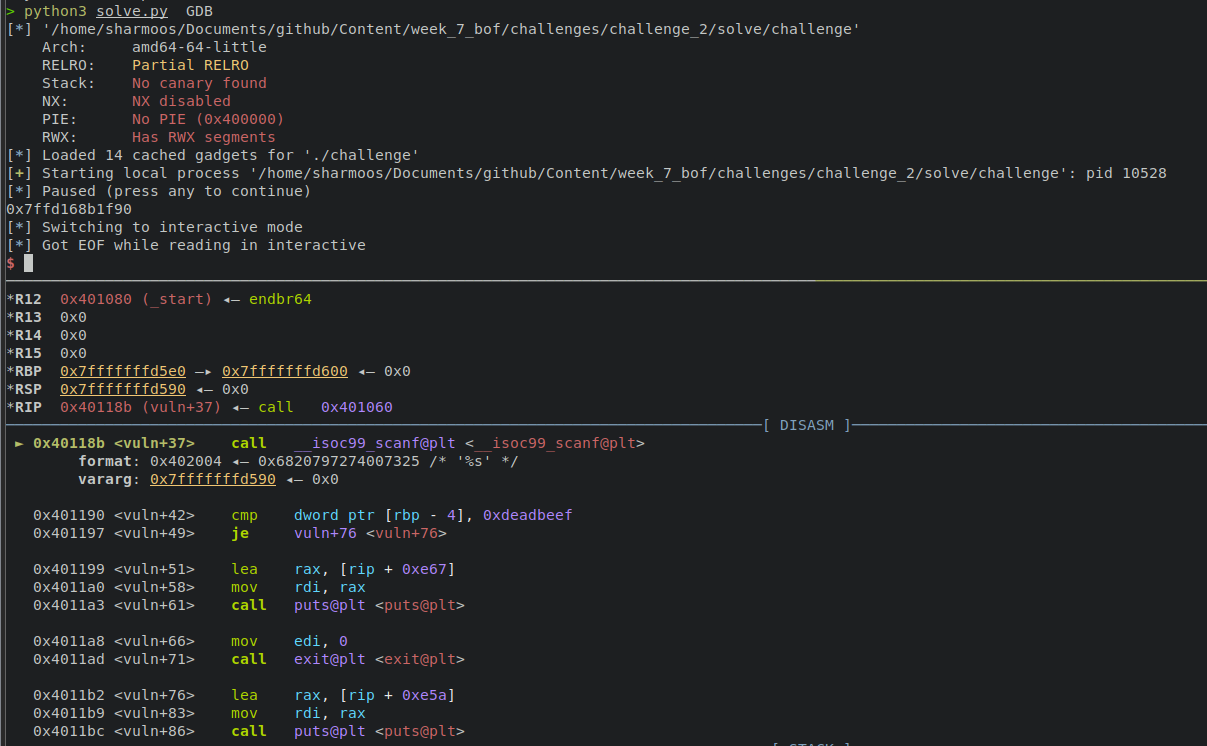 > python3 solve.py  GDB
[*] '/home/sharmoos/Documents/github/Content/week_7_bof/challenges/challenge_2/solve/challenge'
    Arch:     amd64-64-little
    RELRO:    Partial RELRO
    Stack:    No canary found
    NX:       NX disabled
    PIE:      No PIE (0x400000)
    RWX:      Has RWX segments
[*] Loaded 14 cached gadgets for './challenge'
[+] Starting local process '/home/sharmoos/Documents/github/Content/week_7_bof/challenges/challenge_2/solve/challenge': pid 10528
[*] Paused (press any to continue)
0x7ffd168b1f90
[*] Switching to interactive mode
[*] Got EOF while reading in interactive
$
*R12  0x401080 (_start) ◂— endbr64
*R13  0x0
*R14  0x0
*R15  0x0
*RBP  0x7fffffffd5e0 —▸ 0x7fffffffd600 ◂— 0x0
*RSP  0x7fffffffd590 ◂— 0x0
*RIP  0x40118b (vuln+37) ◂— call   0x401060
[ DISASM ]
► 0x40118b <vuln+37>    call   __isoc99_scanf@plt <__isoc99_scanf@plt>
        format: 0x402004 ◂— 0x6820797274007325 /* '%s' */
        vararg: 0x7fffffffd590 ◂— 0x0
   0x401190 <vuln+42>    cmp    dword ptr [rbp - 4], 0xdeadbeef
   0x401197 <vuln+49>    je     vuln+76 <vuln+76>
   0x401199 <vuln+51>    lea    rax, [rip + 0xe67]
   0x4011a0 <vuln+58>    mov    rdi, rax
   0x4011a3 <vuln+61>    call   puts@plt <puts@plt>
   0x4011a8 <vuln+66>    mov    edi, 0
   0x4011ad <vuln+71>    call   exit@plt <exit@plt>
   0x4011b2 <vuln+76>    lea    rax, [rip + 0xe5a]
   0x4011b9 <vuln+83>    mov    rdi, rax
   0x4011bc <vuln+86>    call   puts@plt <puts@plt>